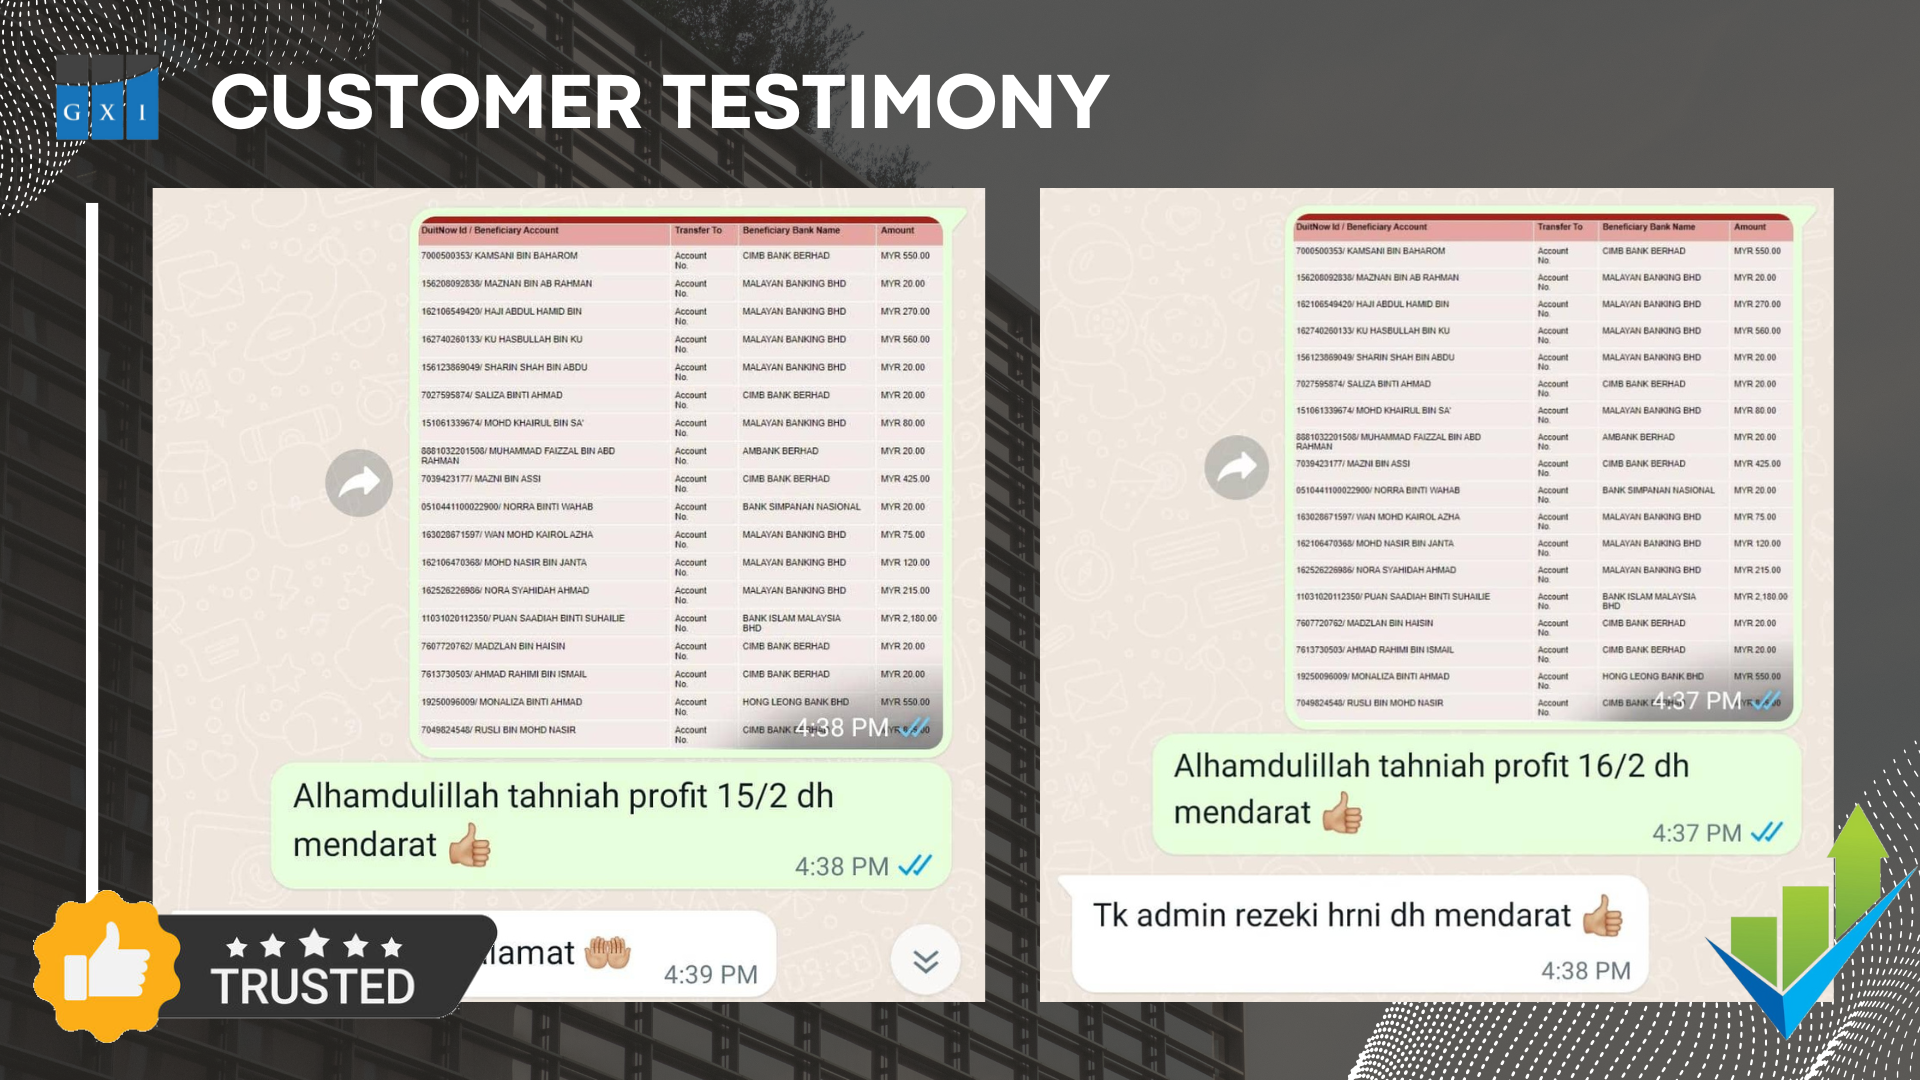 G X I
CUSTOMER TESTIMONY
DuitNow Id / Beneficiary Account Transfer To Beneficiary Bank Name Amount
7000500353/ KAMSANI BIN BAHAROM Account No. CIMB BANK BERHAD MYR 550.00
156208092838/ MAZNAN BIN AB RAHMAN Account No. MALAYAN BANKING BHD MYR 20.00
162106549420/ HAJI ABDUL HAMID BIN Account No. MALAYAN BANKING BHD MYR 270.00
162740260133/ KU HASBULLAH BIN KU Account No. MALAYAN BANKING BHD MYR 560.00
156123869049/ SHARIN SHAH BIN ABDU Account No. MALAYAN BANKING BHD MYR 20.00
7027595874/ SALIZA BINTI AHMAD Account No. CIMB BANK BERHAD MYR 20.00
151061339674/ MOHD KHAIRUL BIN SA' Account No. MALAYAN BANKING BHD MYR 80.00
8881032201508/ MUHAMMAD FAIZZAL BIN ABD RAHMAN Account No. AMBANK BERHAD MYR 20.00
7039423177/ MAZNI BIN ASSI Account No. CIMB BANK BERHAD MYR 425.00
0510441100022900/ NORRA BINTI WAHAB Account No. BANK SIMPANAN NASIONAL MYR 20.00
163028671597/ WAN MOHD KAIROL AZHA Account No. MALAYAN BANKING BHD MYR 75.00
162106470368/ MOHD NASIR BIN JANTA Account No. MALAYAN BANKING BHD MYR 120.00
162526226986/ NORA SYAHIDAH AHMAD Account No. MALAYAN BANKING BHD MYR 215.00
11031020112350/ PUAN SAADIAH BINTI SUHAILIE Account No. BANK ISLAM MALAYSIA BHD MYR 2,180.00
7607720762/ MADZLAN BIN HAISIN Account No. CIMB BANK BERHAD MYR 20.00
7613730503/ AHMAD RAHIMI BIN ISMAIL Account No. CIMB BANK BERHAD MYR 20.00
19250096009/ MONALIZA BINTI AHMAD Account No. HONG LEONG BANK BHD MYR 550.00
7049824548/ RUSLI BIN MOHD NASIR Account No. CIMB BANK
4:38 PM
Alhamdulillah tahniah profit 15/2 dh
mendarat 👍🏼
4:38 PM
lamat 🤲🏼
4:39 PM
TRUSTED
DuitNow Id / Beneficiary Account Transfer To Beneficiary Bank Name Amount
7000500353/ KAMSANI BIN BAHAROM Account No. CIMB BANK BERHAD MYR 550.00
156208092838/ MAZNAN BIN AB RAHMAN Account No. MALAYAN BANKING BHD MYR 20.00
162106549420/ HAJI ABDUL HAMID BIN Account No. MALAYAN BANKING BHD MYR 270.00
162740260133/ KU HASBULLAH BIN KU Account No. MALAYAN BANKING BHD MYR 560.00
156123869049/ SHARIN SHAH BIN ABDU Account No. MALAYAN BANKING BHD MYR 20.00
7027595874/ SALIZA BINTI AHMAD Account No. CIMB BANK BERHAD MYR 20.00
151061339674/ MOHD KHAIRUL BIN SA' Account No. MALAYAN BANKING BHD MYR 80.00
8881032201508/ MUHAMMAD FAIZZAL BIN ABD RAHMAN Account No. AMBANK BERHAD MYR 20.00
7039423177/ MAZNI BIN ASSI Account No. CIMB BANK BERHAD MYR 425.00
0510441100022900/ NORRA BINTI WAHAB Account No. BANK SIMPANAN NASIONAL MYR 20.00
163028671597/ WAN MOHD KAIROL AZHA Account No. MALAYAN BANKING BHD MYR 75.00
162106470368/ MOHD NASIR BIN JANTA Account No. MALAYAN BANKING BHD MYR 120.00
162526226986/ NORA SYAHIDAH AHMAD Account No. MALAYAN BANKING BHD MYR 215.00
11031020112350/ PUAN SAADIAH BINTI SUHAILIE Account No. BANK ISLAM MALAYSIA BHD MYR 2,180.00
7607720762/ MADZLAN BIN HAISIN Account No. CIMB BANK BERHAD MYR 20.00
7613730503/ AHMAD RAHIMI BIN ISMAIL Account No. CIMB BANK BERHAD MYR 20.00
19250096009/ MONALIZA BINTI AHMAD Account No. HONG LEONG BANK BHD MYR 550.00
7049824548/ RUSLI BIN MOHD NASIR Account No. CIMB BANK
4:37 PM
Alhamdulillah tahniah profit 16/2 dh
mendarat 👍🏼
4:37 PM
Tk admin rezeki hrni dh mendarat 👍🏼
4:38 PM